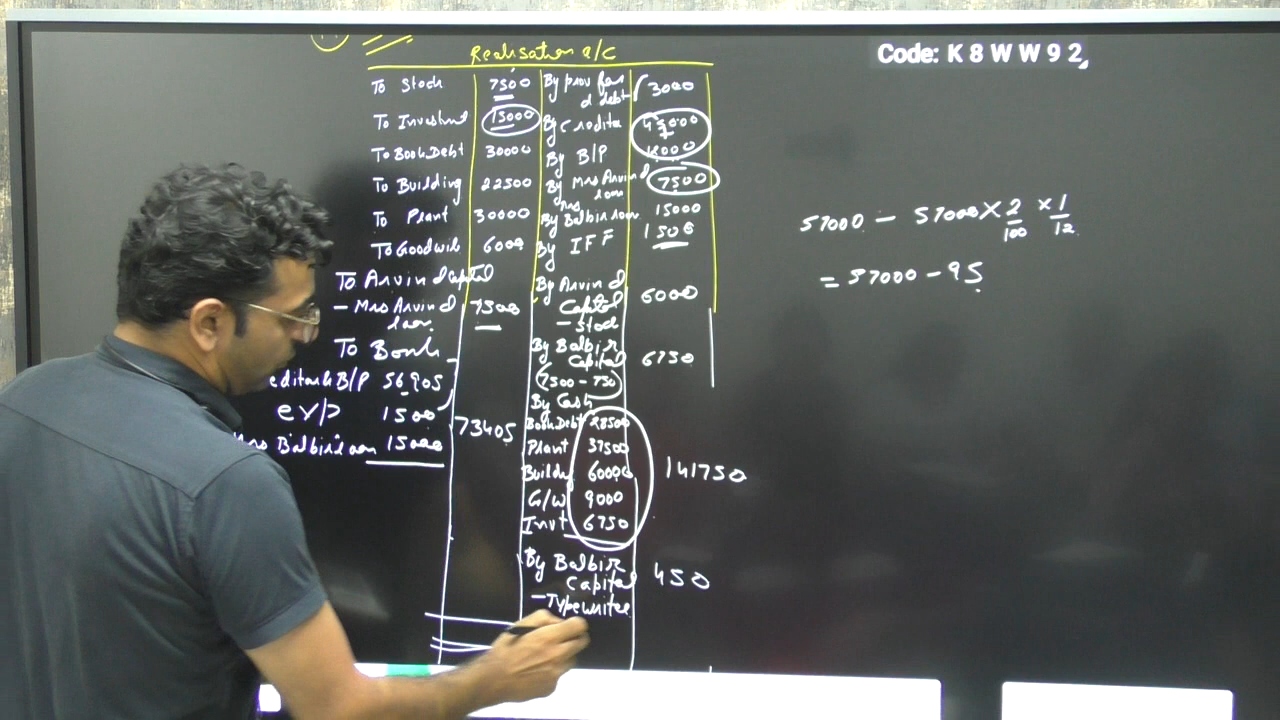 Realisation a/c
Code: K 8 W W 9 2,
To Stock 7500 By prov for 3000
d debt
To Investment 15000 By Creditor 45000
+
To Book Debt 30000 By B/P 12000
To Building 22500 By Mrs Arvind 7500
loan
To Plant 30000 By Mrs Balbir loan 15000
To Goodwill 6000 By IFF 1500
To Arvind Capital By Arvind
- Mrs Arvind 7500 Capital 6000
loan - Stock
To Bank By Balbir
Capital 6750
B/P 56905 (7500 - 750)
exp 1500 By Cash
Balbir loan 15000 73405 Book Debt 28500
Plant 37500
Building 60000 141750
G/W 9000
Invt 6750
By Balbir
Capital 450
- Typewriter
57000 - 57000 × 2/100 × 1/12
= 57000 - 95